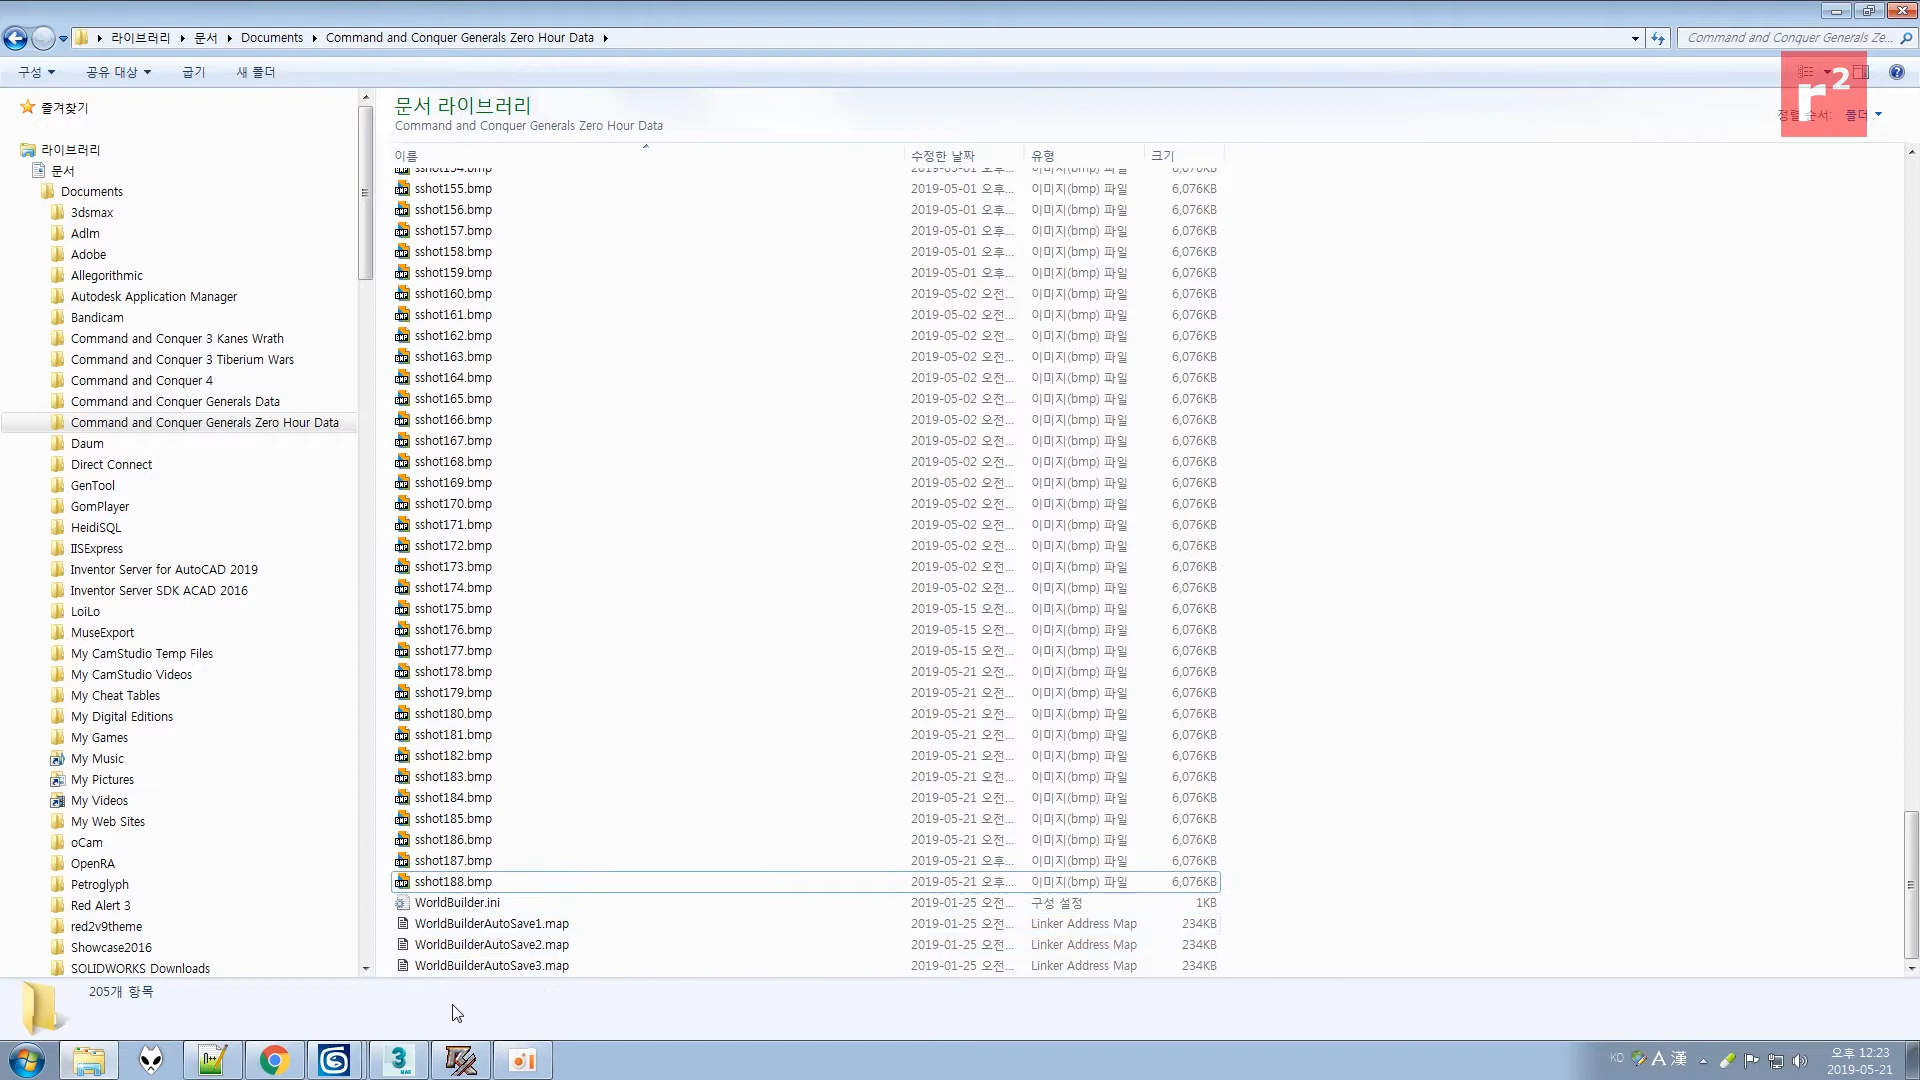 라이브러리 ▸ 문서 ▸ Documents ▸ Command and Conquer Generals Zero Hour Data ▸
Command and Conquer Generals Ze...
구성 공유 대상 굽기 새 폴더
r²
문서 라이브러리
Command and Conquer Generals Zero Hour Data
정렬 순서: 폴더
즐겨찾기
라이브러리
문서
Documents
3dsmax
Adlm
Adobe
Allegorithmic
Autodesk Application Manager
Bandicam
Command and Conquer 3 Kanes Wrath
Command and Conquer 3 Tiberium Wars
Command and Conquer 4
Command and Conquer Generals Data
Command and Conquer Generals Zero Hour Data
Daum
Direct Connect
GenTool
GomPlayer
HeidiSQL
IISExpress
Inventor Server for AutoCAD 2019
Inventor Server SDK ACAD 2016
LoiLo
MuseExport
My CamStudio Temp Files
My CamStudio Videos
My Cheat Tables
My Digital Editions
My Games
My Music
My Pictures
My Videos
My Web Sites
oCam
OpenRA
Petroglyph
Red Alert 3
red2v9theme
Showcase2016
SOLIDWORKS Downloads
이름 수정한 날짜 유형 크기
sshot154.bmp 2019-05-01 오후... 이미지(bmp) 파일 6,076KB
sshot155.bmp 2019-05-01 오후... 이미지(bmp) 파일 6,076KB
sshot156.bmp 2019-05-01 오후... 이미지(bmp) 파일 6,076KB
sshot157.bmp 2019-05-01 오후... 이미지(bmp) 파일 6,076KB
sshot158.bmp 2019-05-01 오후... 이미지(bmp) 파일 6,076KB
sshot159.bmp 2019-05-01 오후... 이미지(bmp) 파일 6,076KB
sshot160.bmp 2019-05-02 오전... 이미지(bmp) 파일 6,076KB
sshot161.bmp 2019-05-02 오전... 이미지(bmp) 파일 6,076KB
sshot162.bmp 2019-05-02 오전... 이미지(bmp) 파일 6,076KB
sshot163.bmp 2019-05-02 오전... 이미지(bmp) 파일 6,076KB
sshot164.bmp 2019-05-02 오전... 이미지(bmp) 파일 6,076KB
sshot165.bmp 2019-05-02 오전... 이미지(bmp) 파일 6,076KB
sshot166.bmp 2019-05-02 오전... 이미지(bmp) 파일 6,076KB
sshot167.bmp 2019-05-02 오전... 이미지(bmp) 파일 6,076KB
sshot168.bmp 2019-05-02 오전... 이미지(bmp) 파일 6,076KB
sshot169.bmp 2019-05-02 오전... 이미지(bmp) 파일 6,076KB
sshot170.bmp 2019-05-02 오전... 이미지(bmp) 파일 6,076KB
sshot171.bmp 2019-05-02 오전... 이미지(bmp) 파일 6,076KB
sshot172.bmp 2019-05-02 오전... 이미지(bmp) 파일 6,076KB
sshot173.bmp 2019-05-02 오전... 이미지(bmp) 파일 6,076KB
sshot174.bmp 2019-05-02 오전... 이미지(bmp) 파일 6,076KB
sshot175.bmp 2019-05-15 오전... 이미지(bmp) 파일 6,076KB
sshot176.bmp 2019-05-15 오전... 이미지(bmp) 파일 6,076KB
sshot177.bmp 2019-05-15 오전... 이미지(bmp) 파일 6,076KB
sshot178.bmp 2019-05-21 오전... 이미지(bmp) 파일 6,076KB
sshot179.bmp 2019-05-21 오전... 이미지(bmp) 파일 6,076KB
sshot180.bmp 2019-05-21 오전... 이미지(bmp) 파일 6,076KB
sshot181.bmp 2019-05-21 오전... 이미지(bmp) 파일 6,076KB
sshot182.bmp 2019-05-21 오전... 이미지(bmp) 파일 6,076KB
sshot183.bmp 2019-05-21 오전... 이미지(bmp) 파일 6,076KB
sshot184.bmp 2019-05-21 오전... 이미지(bmp) 파일 6,076KB
sshot185.bmp 2019-05-21 오전... 이미지(bmp) 파일 6,076KB
sshot186.bmp 2019-05-21 오전... 이미지(bmp) 파일 6,076KB
sshot187.bmp 2019-05-21 오후... 이미지(bmp) 파일 6,076KB
sshot188.bmp 2019-05-21 오후... 이미지(bmp) 파일 6,076KB
WorldBuilder.ini 2019-01-25 오전... 구성 설정 1KB
WorldBuilderAutoSave1.map 2019-01-25 오전... Linker Address Map 234KB
WorldBuilderAutoSave2.map 2019-01-25 오전... Linker Address Map 234KB
WorldBuilderAutoSave3.map 2019-01-25 오전... Linker Address Map 234KB
205개 항목
KO A 漢 오후 12:23
2019-05-21